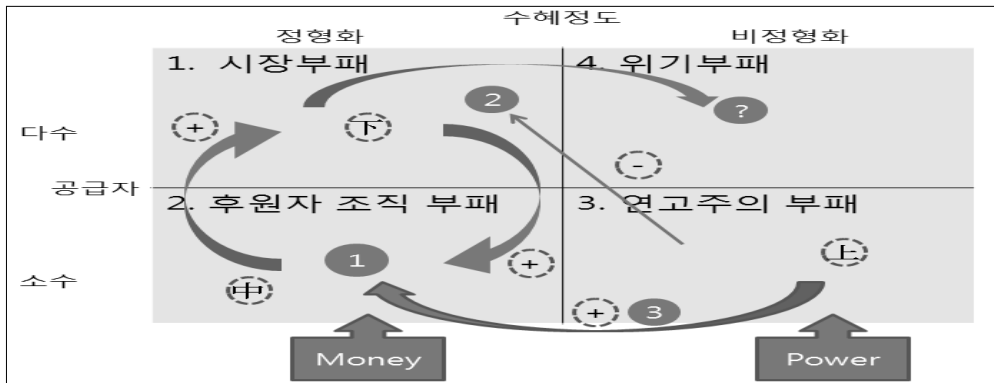 수혜정도
정형화
비정형화
1. 시장부패
4. 위기부패
2
?
다수
+
下
-
공급자
2. 후원자 조직 부패
3. 연고주의 부패
1
+
上
소수
中
+
3
Money
Power